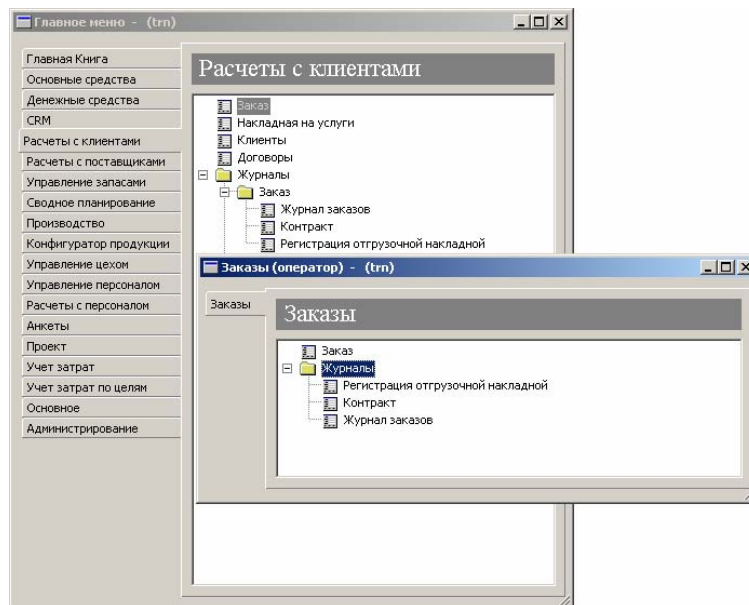 Главное меню - (trn)
Главная Книга
Основные средства
Денежные средства
CRM
Расчеты с клиентами
Расчеты с поставщиками
Управление запасами
Сводное планирование
Производство
Конфигуратор продукции
Управление цехом
Управление персоналом
Расчеты с персоналом
Анкеты
Проект
Учет затрат
Учет затрат по целям
Основное
Администрирование
Расчеты с клиентами
Заказ
Накладная на услуги
Клиенты
Договоры
Журналы
Заказ
Журнал заказов
Контракт
Регистрация отгрузочной накладной
Заказы (оператор) - (trn)
Заказы
Заказы
Заказ
Журналы
Регистрация отгрузочной накладной
Контракт
Журнал заказов